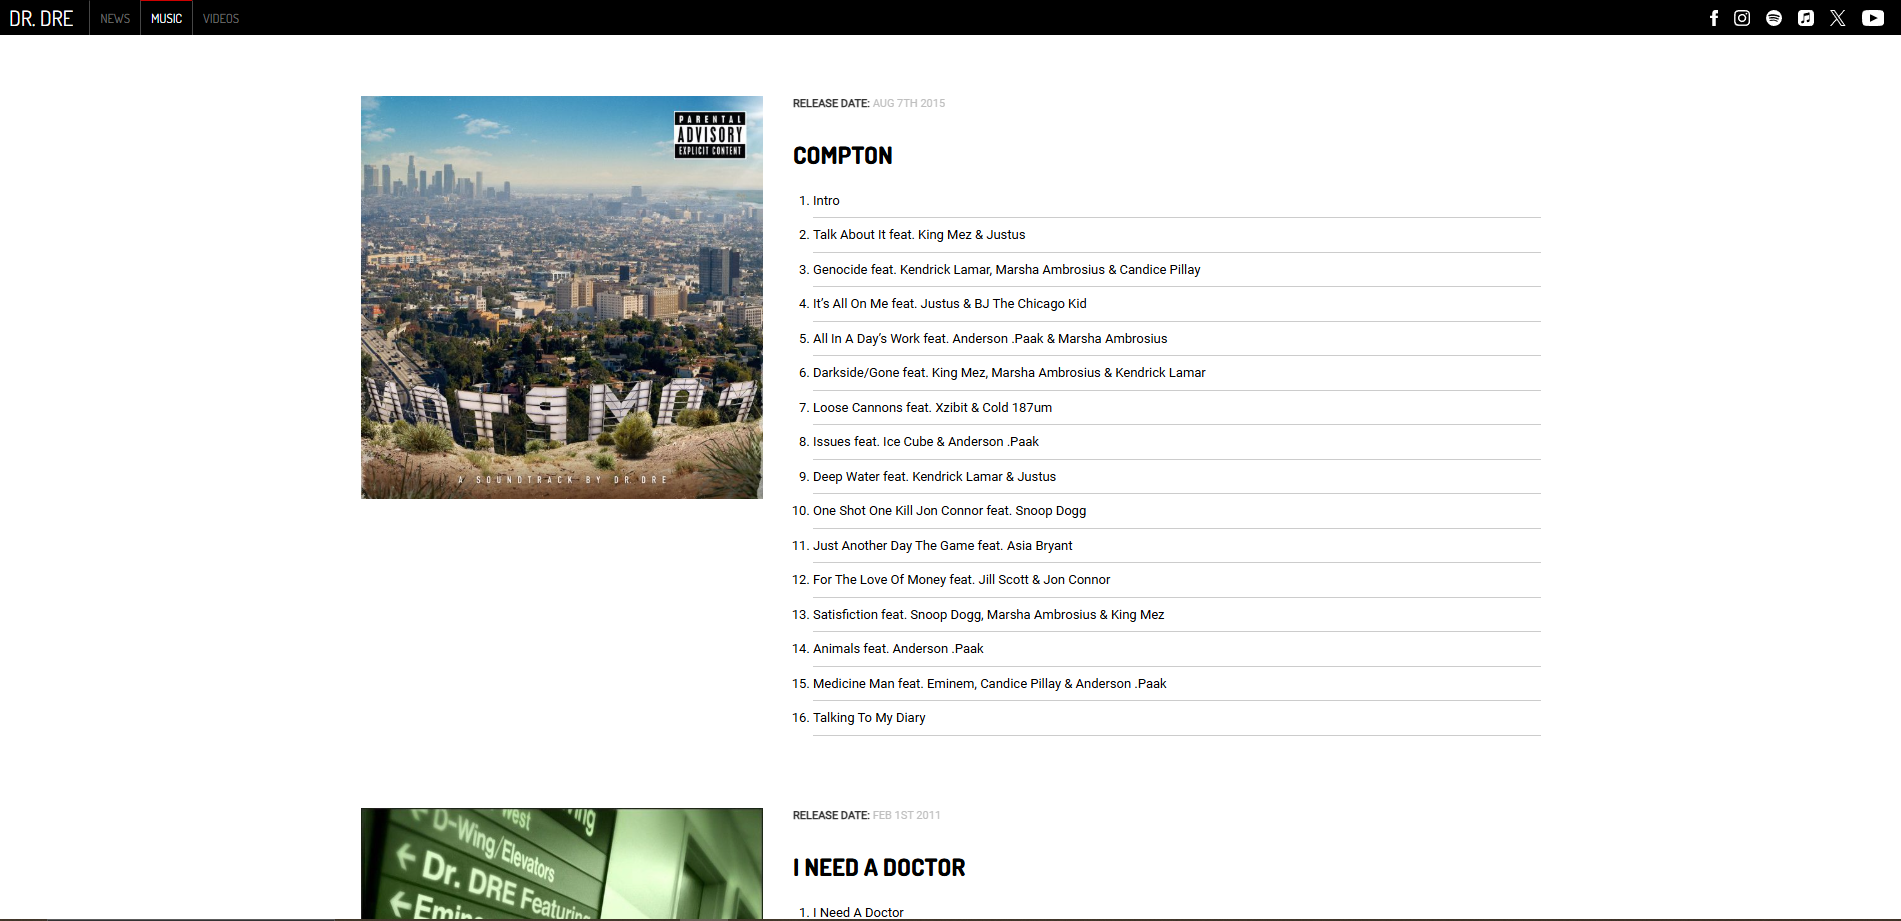 DR. DRE
NEWS
MUSIC
VIDEOS
PARENTAL
ADVISORY
EXPLICIT CONTENT
COMPTON
A SOUNDTRACK BY DR. DRE
RELEASE DATE: AUG 7TH 2015
COMPTON
1. Intro
2. Talk About It feat. King Mez & Justus
3. Genocide feat. Kendrick Lamar, Marsha Ambrosius & Candice Pillay
4. It’s All On Me feat. Justus & BJ The Chicago Kid
5. All In A Day’s Work feat. Anderson .Paak & Marsha Ambrosius
6. Darkside/Gone feat. King Mez, Marsha Ambrosius & Kendrick Lamar
7. Loose Cannons feat. Xzibit & Cold 187um
8. Issues feat. Ice Cube & Anderson .Paak
9. Deep Water feat. Kendrick Lamar & Justus
10. One Shot One Kill Jon Connor feat. Snoop Dogg
11. Just Another Day The Game feat. Asia Bryant
12. For The Love Of Money feat. Jill Scott & Jon Connor
13. Satisfiction feat. Snoop Dogg, Marsha Ambrosius & King Mez
14. Animals feat. Anderson .Paak
15. Medicine Man feat. Eminem, Candice Pillay & Anderson .Paak
16. Talking To My Diary
West
D-Wing/Elevators
Dr. DRE Featuring
RELEASE DATE: FEB 1ST 2011
I NEED A DOCTOR
1. I Need A Doctor